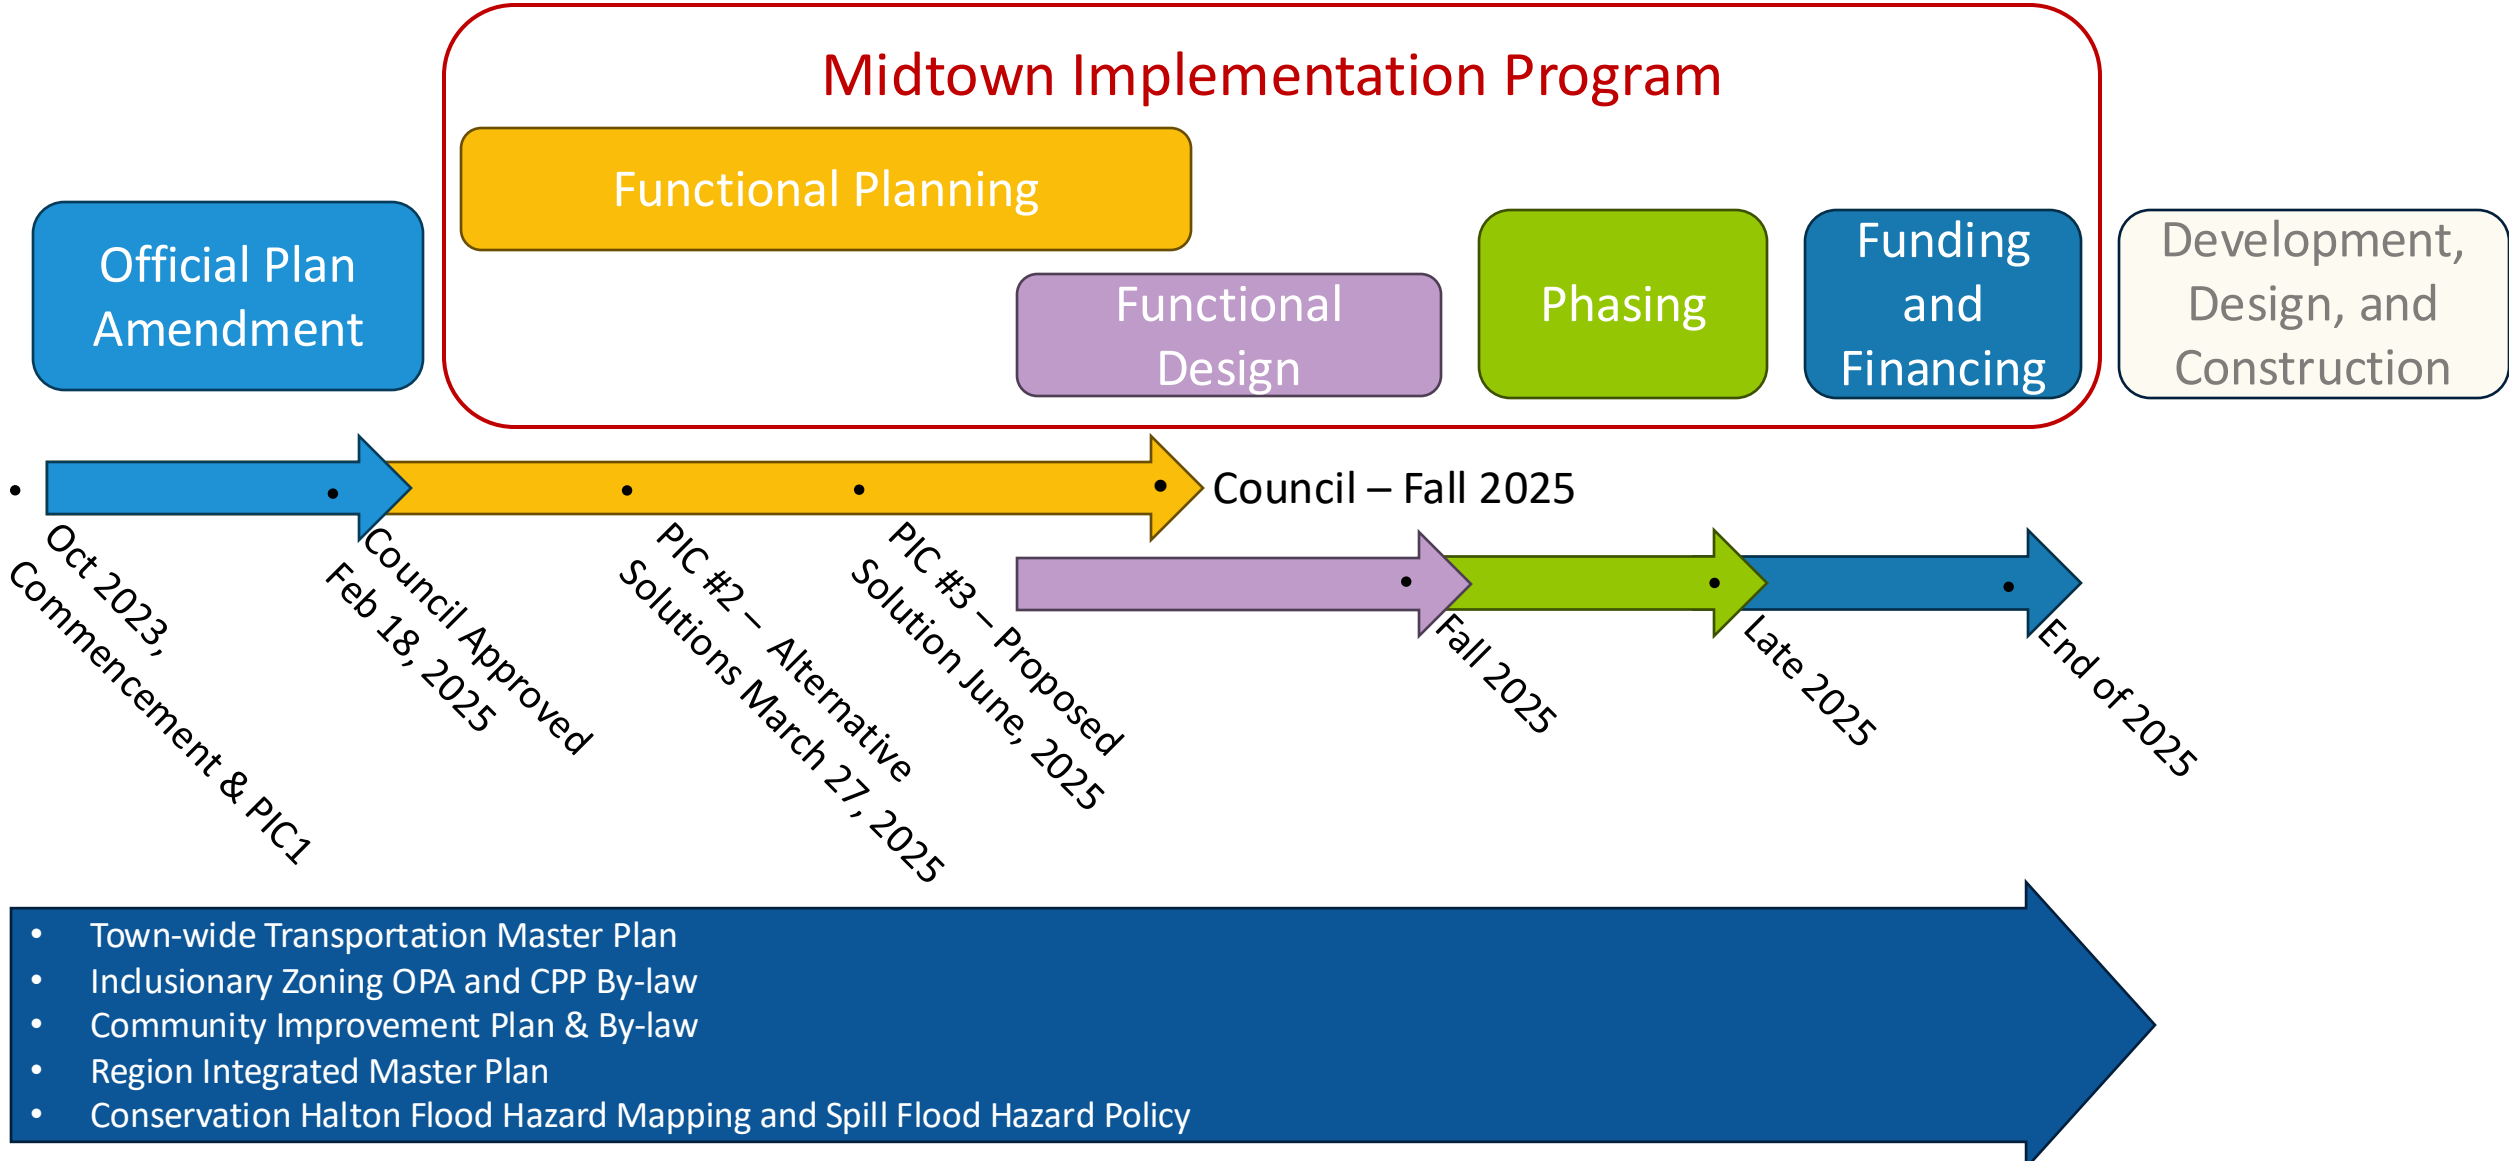 Midtown Implementation Program
Functional Planning
Official Plan
Amendment
Functional
Design
Phasing
Funding
and
Financing
Development,
Design, and
Construction
Council – Fall 2025
Oct 2023,
Commencement & PIC1
Council Approved
Feb 18, 2025
PIC #2 – Alternative
Solutions March 27, 2025
PIC #3 – Proposed
Solution June, 2025
Fall 2025
Late 2025
End of 2025
• Town-wide Transportation Master Plan
• Inclusionary Zoning OPA and CPP By-law
• Community Improvement Plan & By-law
• Region Integrated Master Plan
• Conservation Halton Flood Hazard Mapping and Spill Flood Hazard Policy